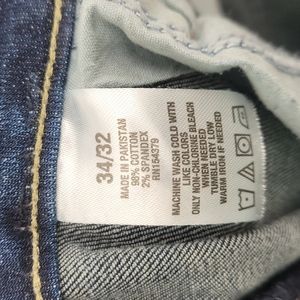 34/32
MADE IN PAKISTAN
98% COTTON
2% SPANDEX
RN154379
MACHINE WASH COLD WITH
LIKE COLORS
ONLY NON-CHLORINE BLEACH
WHEN NEEDED
TUMBLE DRY LOW
WARM IRON IF NEEDED